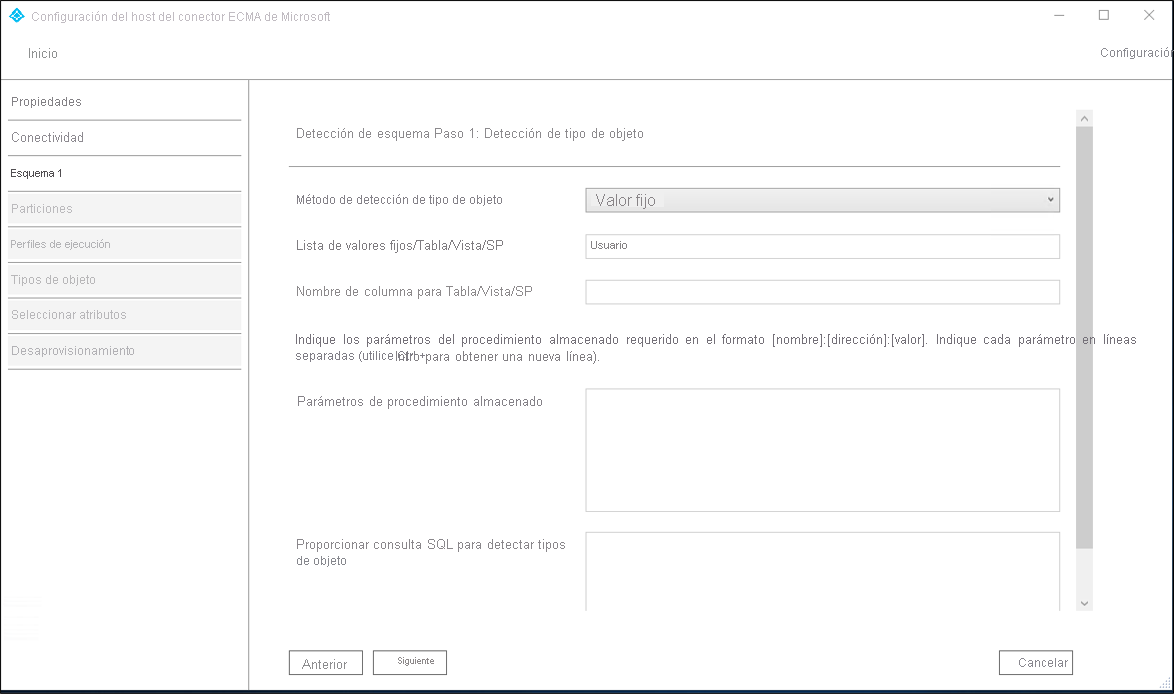 Configuración del host del conector ECMA de Microsoft
Inicio
Configuración
Propiedades
Conectividad
Esquema 1
Particiones
Perfiles de ejecución
Tipos de objeto
Seleccionar atributos
Desaprovisionamiento
Detección de esquema Paso 1: Detección de tipo de objeto
Método de detección de tipo de objeto
Valor fijo
Lista de valores fijos/Tabla/Vista/SP
Usuario
Nombre de columna para Tabla/Vista/SP
Indique los parámetros del procedimiento almacenado requerido en el formato [nombre]:[dirección]:[valor]. Indique cada parámetro en líneas
separadas (utilice Ctrl+ para obtener una nueva línea).
Parámetros de procedimiento almacenado
Proporcionar consulta SQL para detectar tipos
de objeto
Anterior
Siguiente
Cancelar